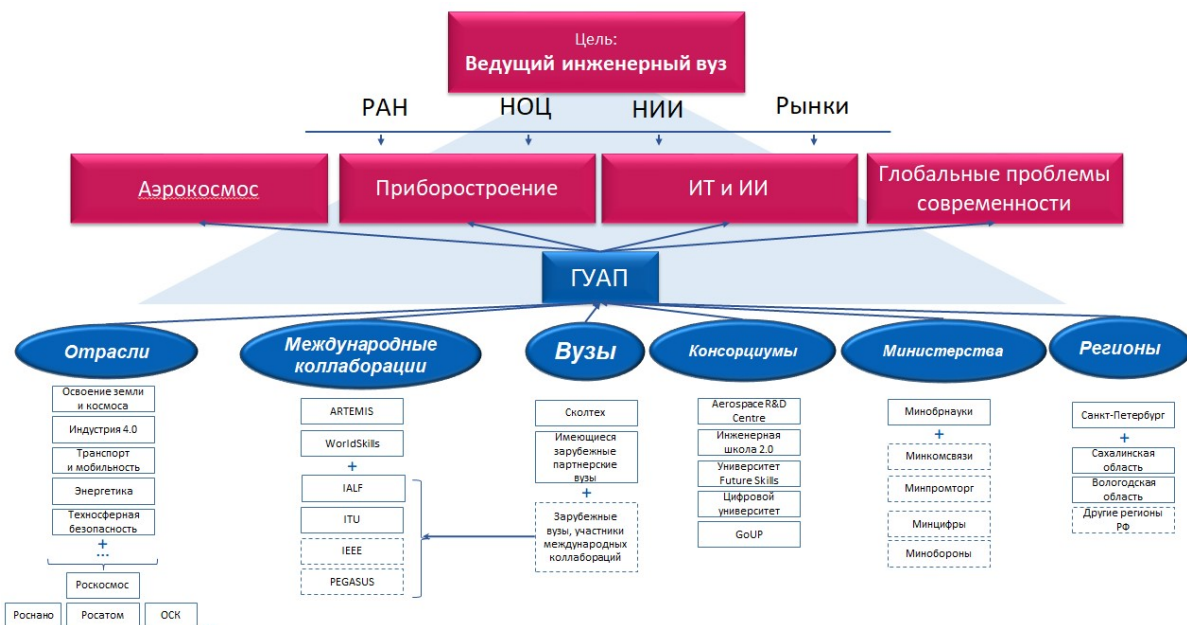 Цель:
Ведущий инженерный вуз
РАН
НОЦ
НИИ
Рынки
Аэрокосмос
Приборостроение
ИТ и ИИ
Глобальные проблемы
современности
ГУАП
Отрасли
Освоение земли
и космоса
Индустрия 4.0
Транспорт
и мобильность
Энергетика
Техносферная
безопасность
+
...
Роскосмос
Роснано
Росатом
ОСК
Международные
коллаборации
ARTEMIS
WorldSkills
+
IALF
ITU
IEEE
PEGASUS
Вузы
Сколтех
Имеющиеся
зарубежные
партнерские
вузы
+
Зарубежные
вузы, участники
международных
коллабораций
Консорциумы
Aerospace R&D
Centre
Инженерная
школа 2.0
Университет
Future Skills
Цифровой
университет
GoUP
Министерства
Минобрнауки
+
Минкомсвязи
Минпромторг
Минцифры
Минобороны
Регионы
Санкт-Петербург
+
Сахалинская
область
Вологодская
область
Другие регионы
РФ